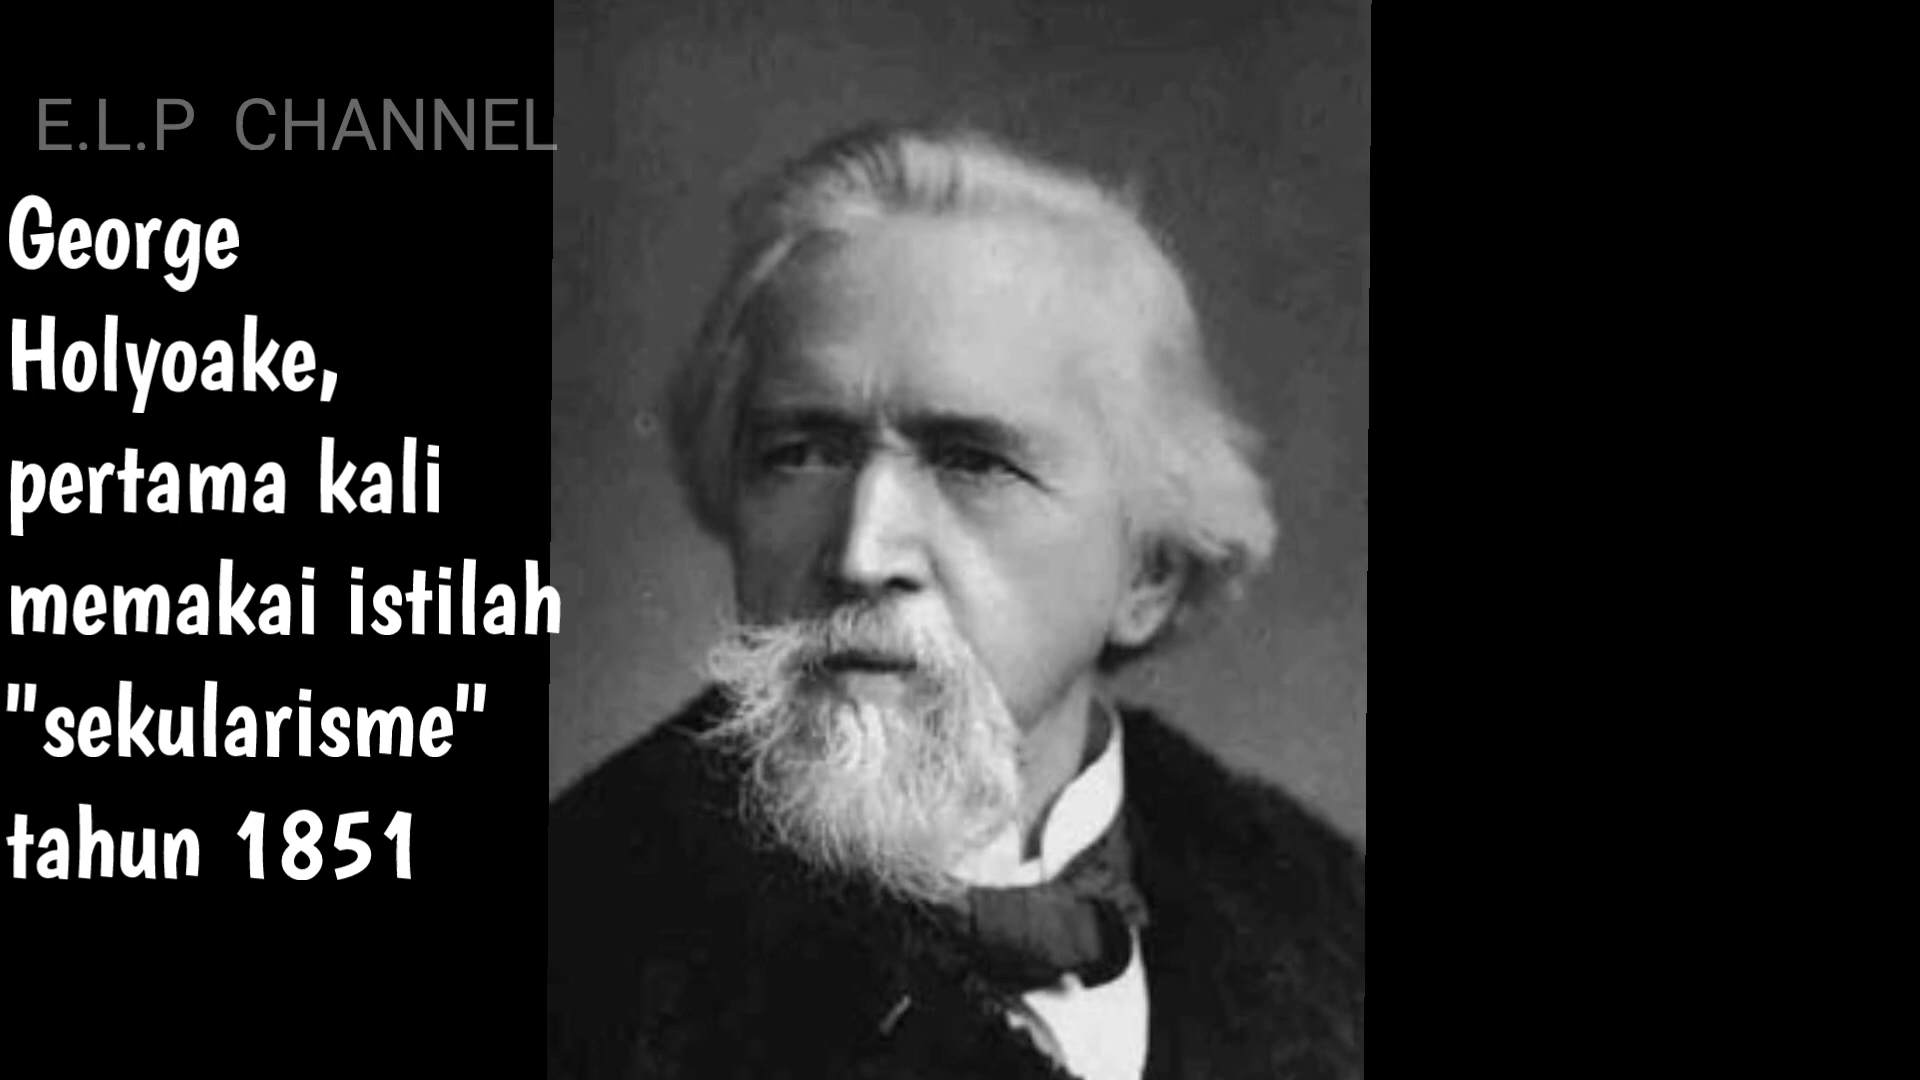 E.L.P CHANNEL
George
Holyoake,
pertama kali
memakai istilah
"sekularisme"
tahun 1851